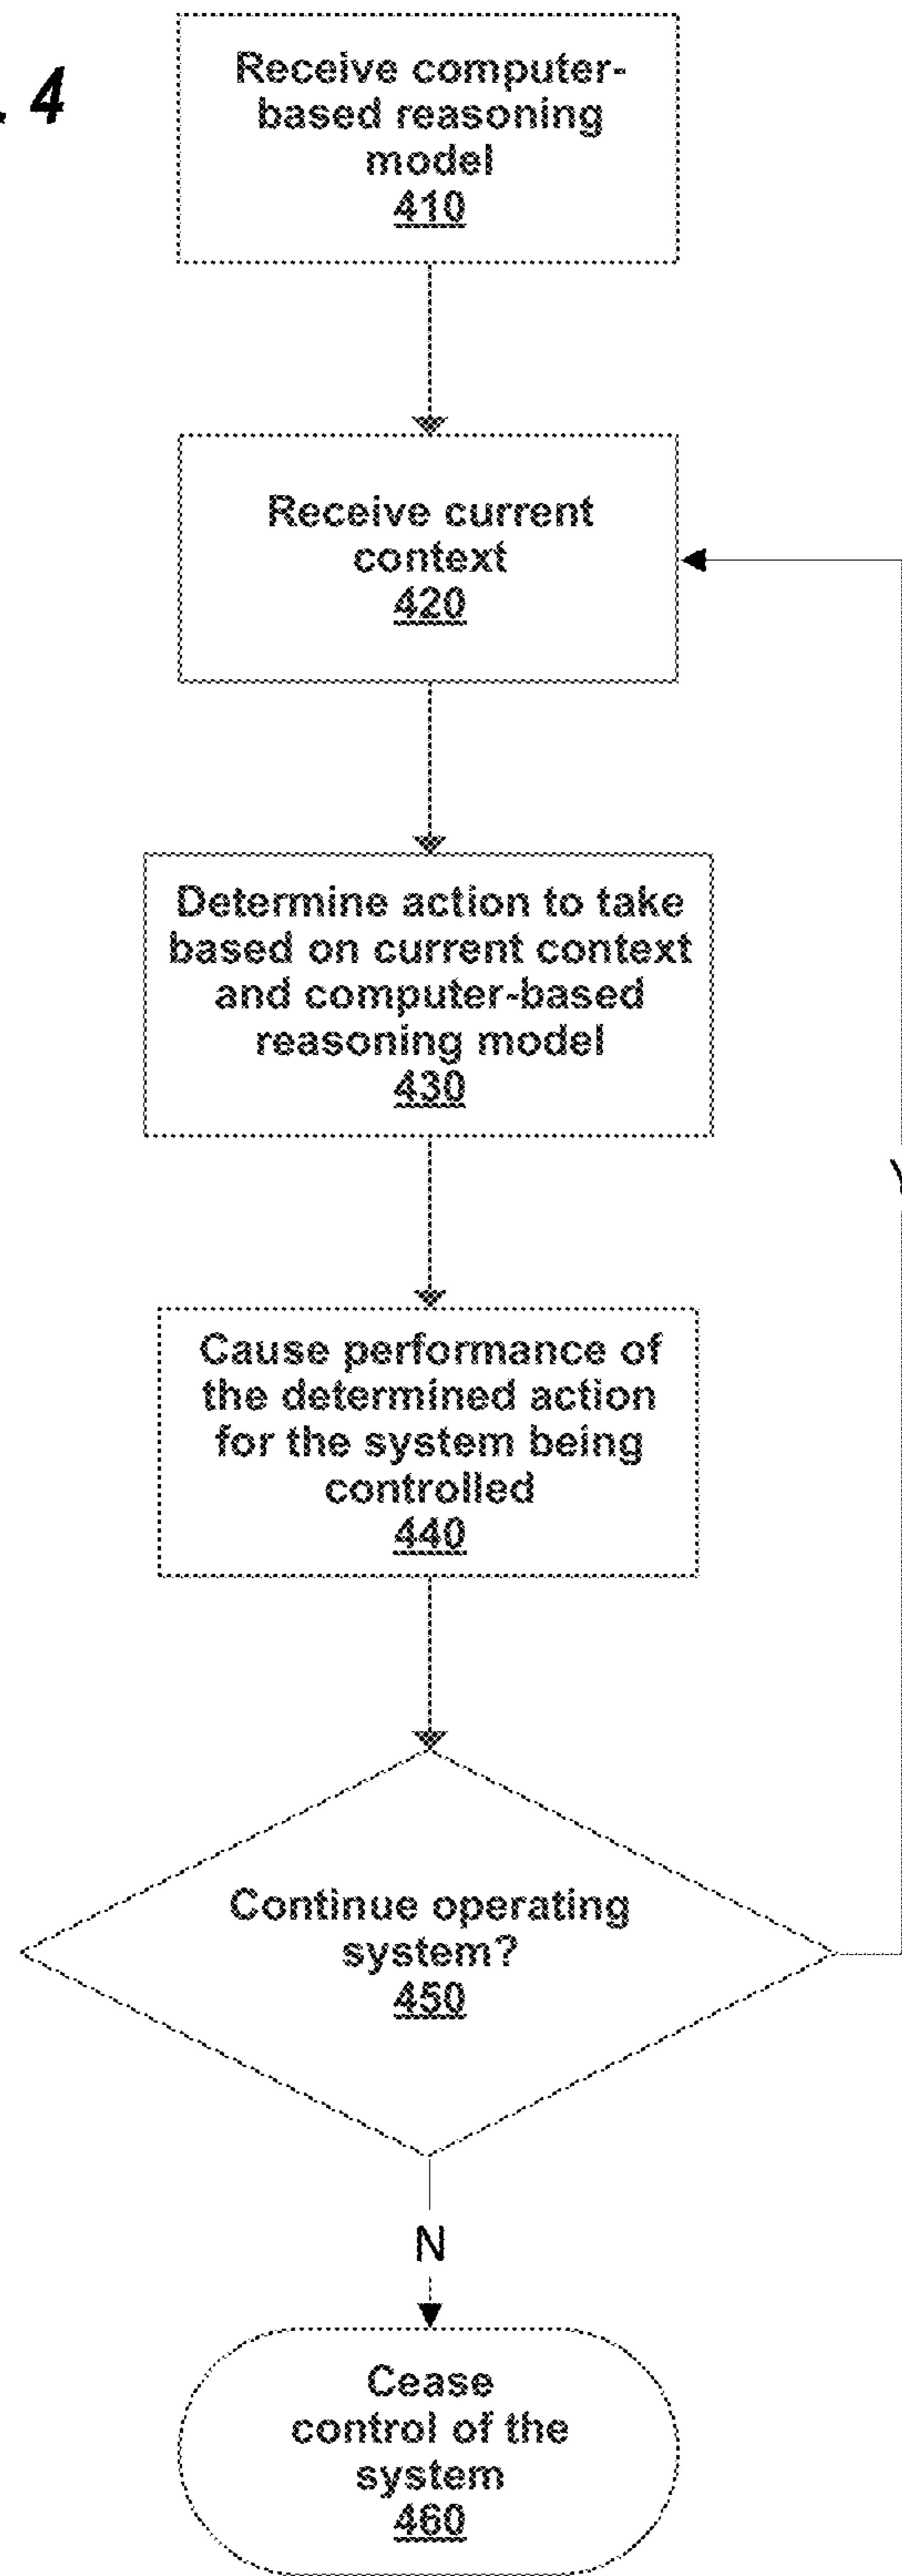 . 4
Receive computer-
based reasoning
model
410
Receive current
context
420
Determine action to take
based on current context
and computer-based
reasoning model
430
Cause performance of
the determined action
for the system being
controlled
440
Continue operating
system?
450
N
Cease
control of the
system
460